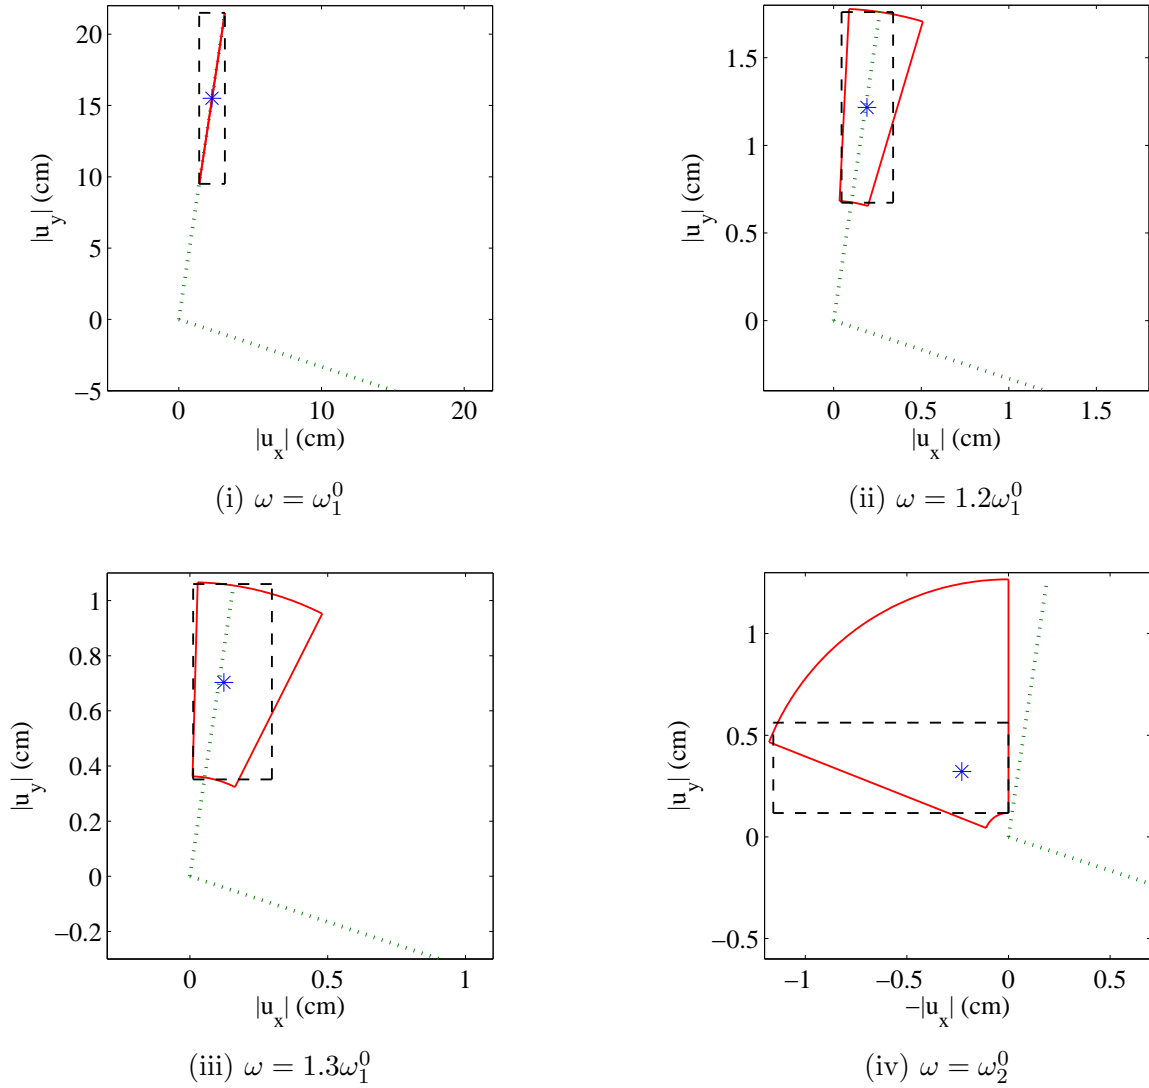 20
15
10
5
0
−5
0
10
20
|u_y| (cm)
|u_x| (cm)
(i) ω = ω_1^0
1.5
1
0.5
0
0
0.5
1
1.5
|u_y| (cm)
|u_x| (cm)
(ii) ω = 1.2ω_1^0
1
0.8
0.6
0.4
0.2
0
−0.2
0
0.5
1
|u_y| (cm)
|u_x| (cm)
(iii) ω = 1.3ω_1^0
1
0.5
0
−0.5
−1
−0.5
0
0.5
|u_y| (cm)
−|u_x| (cm)
(iv) ω = ω_2^0